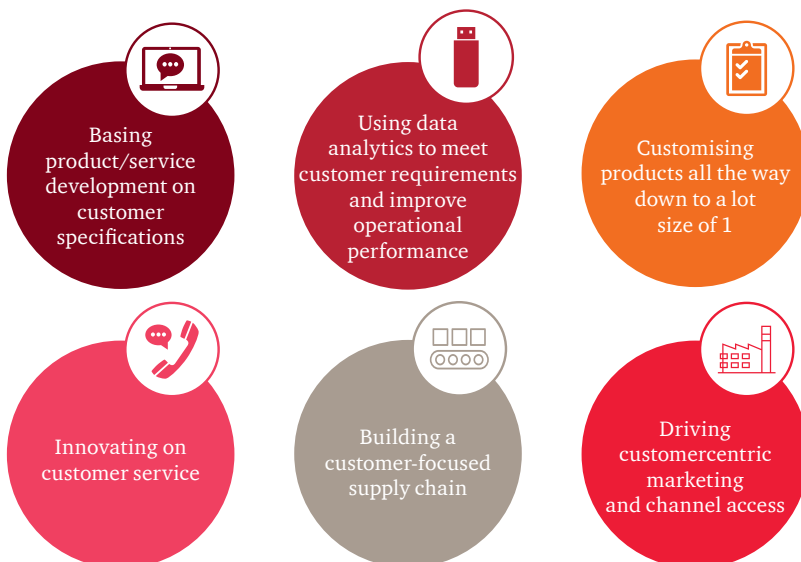 Basing
product/service
development on
customer
specifications
Using data
analytics to meet
customer requirements
and improve
operational
performance
Customising
products all the way
down to a lot
size of 1
Innovating on
customer service
Building a
customer-focused
supply chain
Driving
customercentric
marketing
and channel access